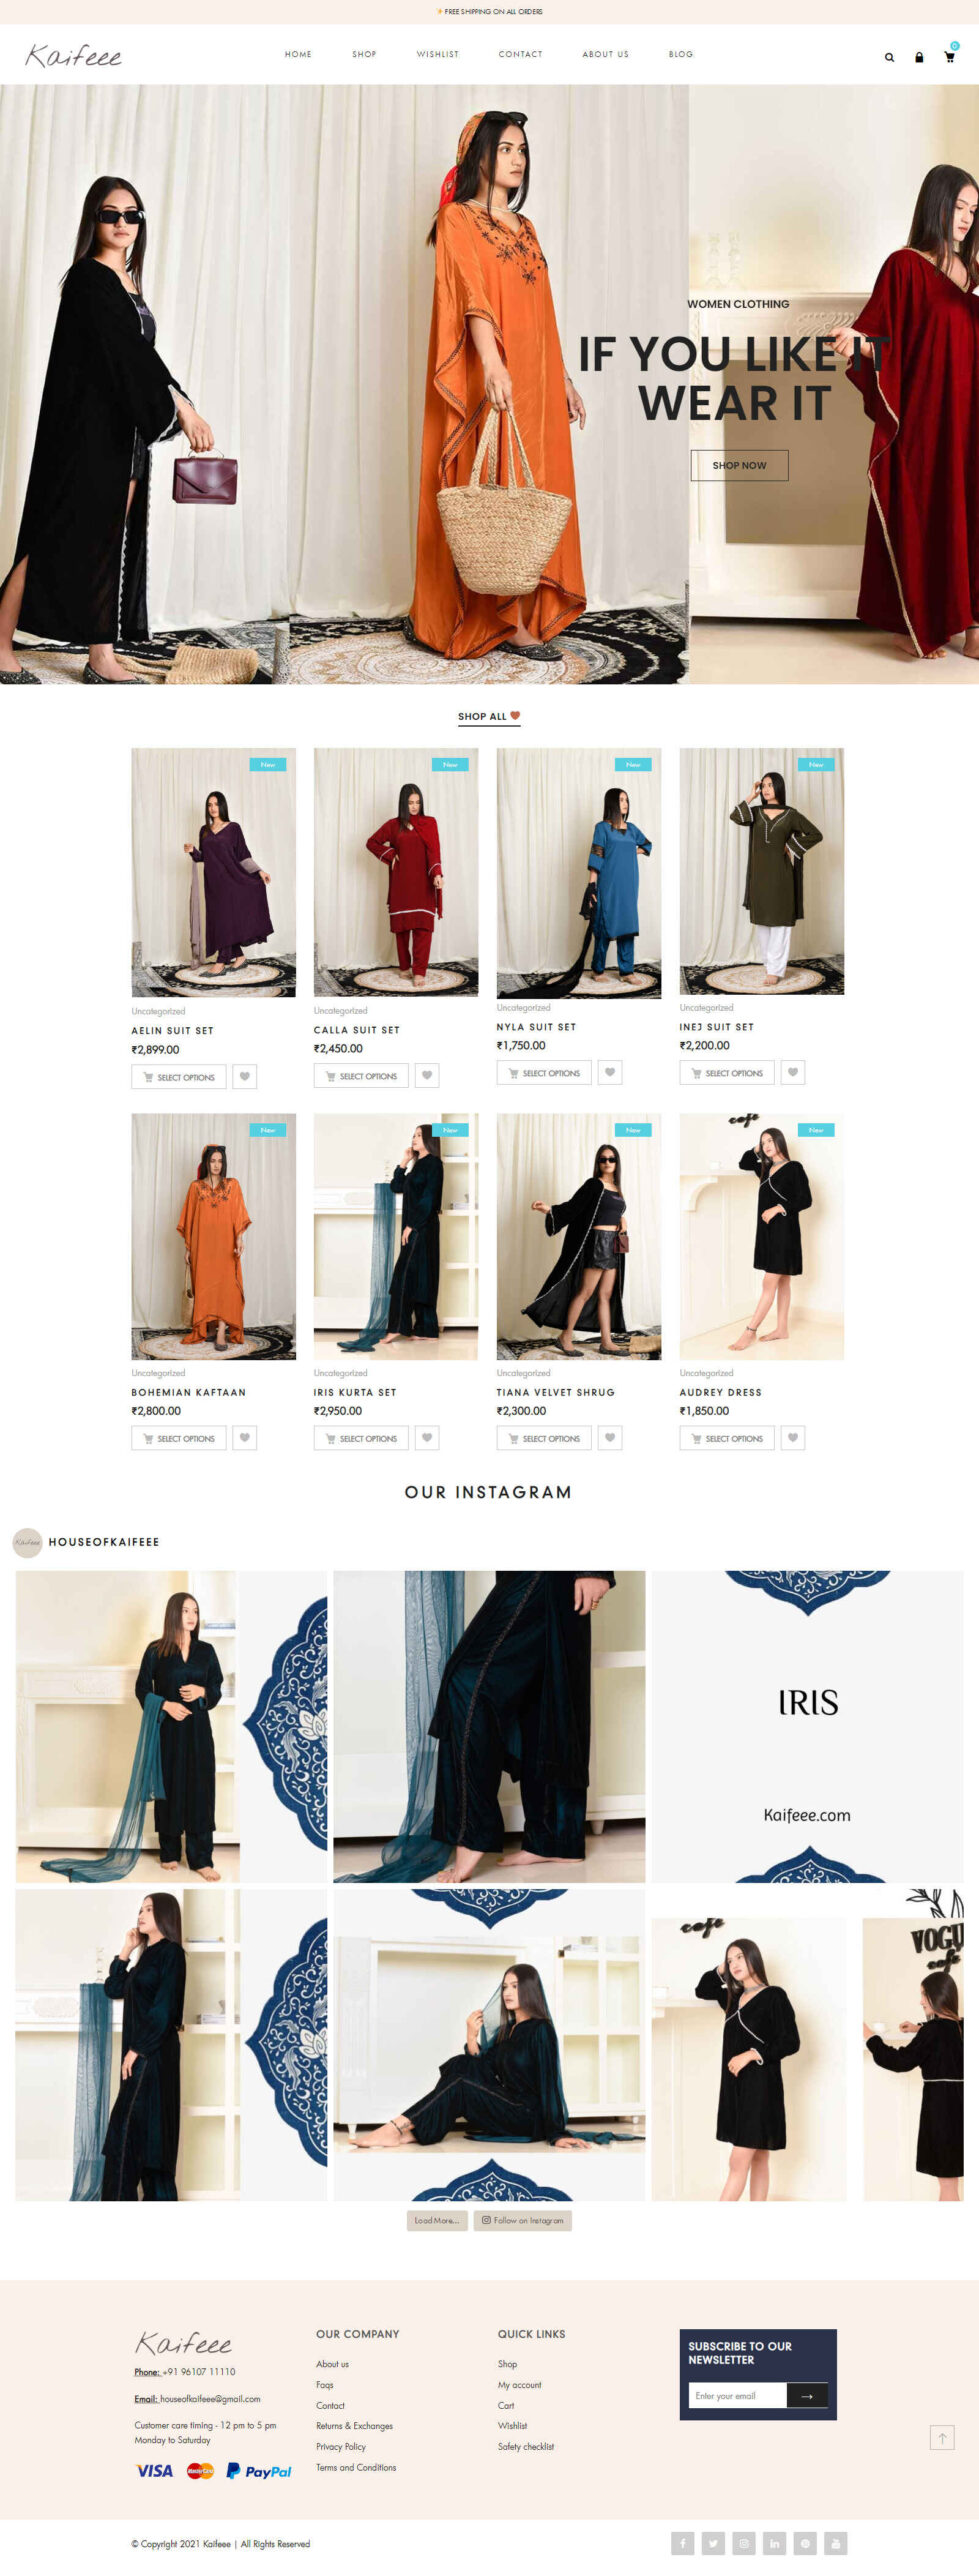 FREE SHIPPING ON ALL ORDERS
Kaifeee
HOME SHOP WISHLIST CONTACT ABOUT US BLOG
0
WOMEN CLOTHING
IF YOU LIKE IT
WEAR IT
SHOP NOW
SHOP ALL
New New New New
Uncategorized Uncategorized Uncategorized Uncategorized
AELIN SUIT SET CALLA SUIT SET NYLA SUIT SET INEJ SUIT SET
₹2,899.00 ₹2,450.00 ₹1,750.00 ₹2,200.00
SELECT OPTIONS SELECT OPTIONS SELECT OPTIONS SELECT OPTIONS
cafe
New New New New
Uncategorized Uncategorized Uncategorized Uncategorized
BOHEMIAN KAFTAAN IRIS KURTA SET TIANA VELVET SHRUG AUDREY DRESS
₹2,800.00 ₹2,950.00 ₹2,300.00 ₹1,850.00
SELECT OPTIONS SELECT OPTIONS SELECT OPTIONS SELECT OPTIONS
OUR INSTAGRAM
Kaifeee HOUSEOFKAIFEEE
IRIS
Kaifeee.com
cafe VOGU
cafe
Load More... Follow on Instagram
Kaifeee
Phone: +91 96107 11110
Email: houseofkaifeee@gmail.com
Customer care timing - 12 pm to 5 pm
Monday to Saturday
VISA MasterCard PayPal
OUR COMPANY
About us
Faqs
Contact
Returns & Exchanges
Privacy Policy
Terms and Conditions
QUICK LINKS
Shop
My account
Cart
Wishlist
Safety checklist
SUBSCRIBE TO OUR
NEWSLETTER
Enter your email
© Copyright 2021 Kaifeee | All Rights Reserved